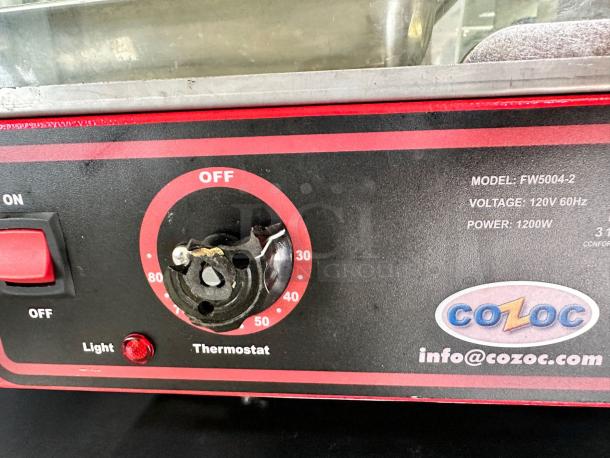 ON
OFF
Light
OFF
30
40
50
80
Thermostat
MODEL: FW5004-2
VOLTAGE: 120V 60Hz
POWER: 1200W
COZOC
info@cozoc.com